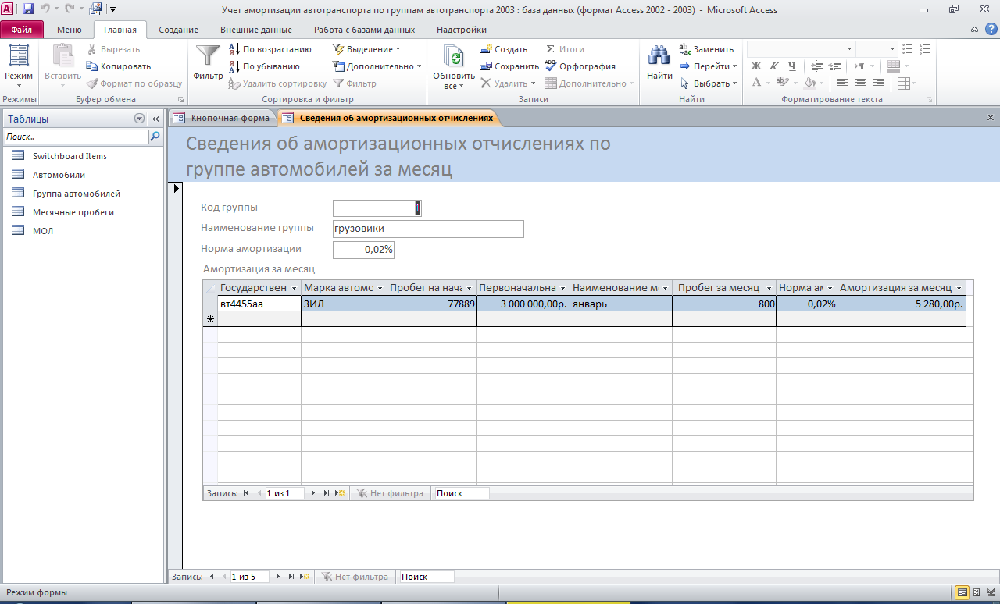 Учет амортизации автотранспорта по группам автотранспорта 2003 : база данных (формат Access 2002 - 2003) - Microsoft Access
Файл Меню Главная Создание Внешние данные Работа с базами данных Надстройки
Режим
Режимы
Вставить
Вырезать
Копировать
Формат по образцу
Буфер обмена
Фильтр
По возрастанию
По убыванию
Удалить сортировку
Выделение
Дополнительно
Фильтр
Сортировка и фильтр
Обновить
все
Создать
Сохранить
Удалить
Итоги
Орфография
Дополнительно
Записи
Найти
Заменить
Перейти
Выбрать
Найти
Ж К Ч
А
Форматирование текста
Таблицы
Поиск...
Switchboard Items
Автомобили
Группа автомобилей
Месячные пробеги
МОЛ
Кнопочная форма Сведения об амортизационных отчислениях
Сведения об амортизационных отчислениях по
группе автомобилей за месяц
Код группы 1
Наименование группы грузовики
Норма амортизации 0,02%
Амортизация за месяц
Государствен Марка автомо Пробег на нача Первоначальна Наименование м Пробег за месяц Норма ам Амортизация за месяц
вт4455аа ЗИЛ 77889 3 000 000,00р. январь 800 0,02% 5 280,00р.
Запись: 1 из 1 Нет фильтра Поиск
Запись: 1 из 5 Нет фильтра Поиск
Режим формы